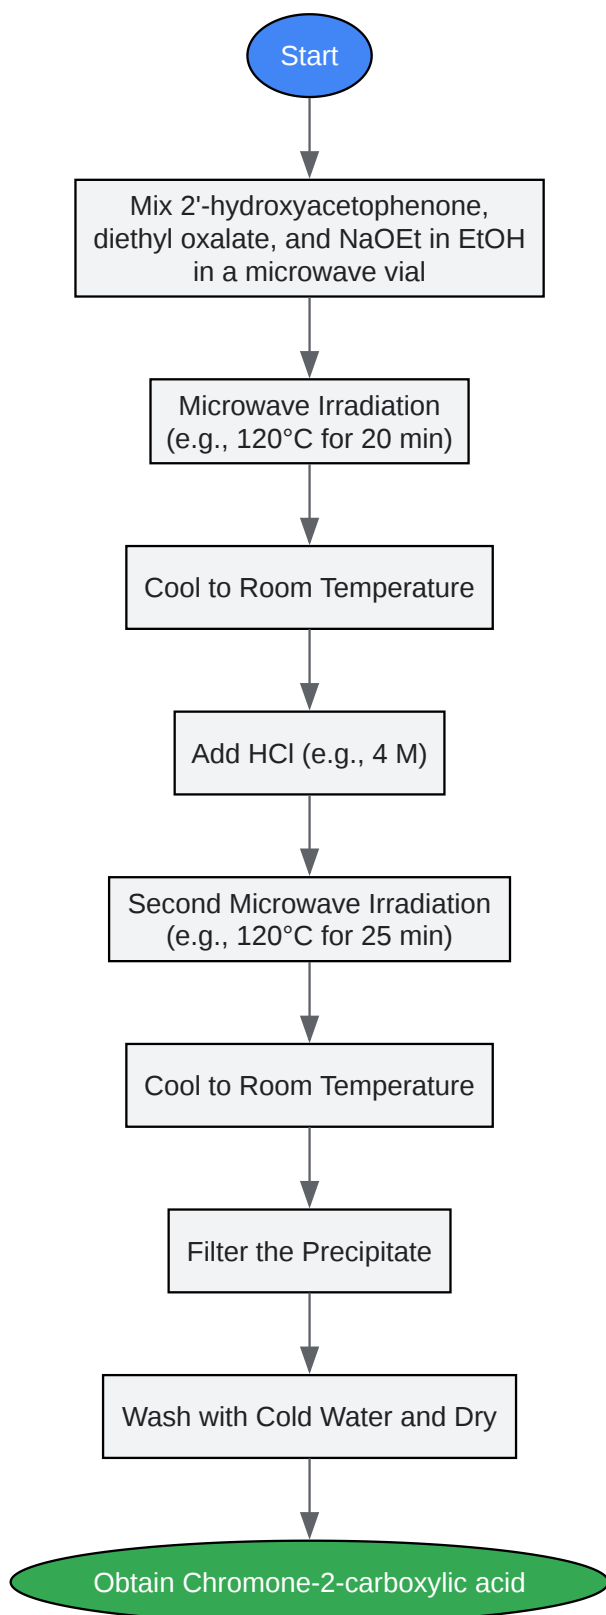 Start
Mix 2'-hydroxyacetophenone,
diethyl oxalate, and NaOEt in EtOH
in a microwave vial
Microwave Irradiation
(e.g., 120°C for 20 min)
Cool to Room Temperature
Add HCl (e.g., 4 M)
Second Microwave Irradiation
(e.g., 120°C for 25 min)
Cool to Room Temperature
Filter the Precipitate
Wash with Cold Water and Dry
Obtain Chromone-2-carboxylic acid